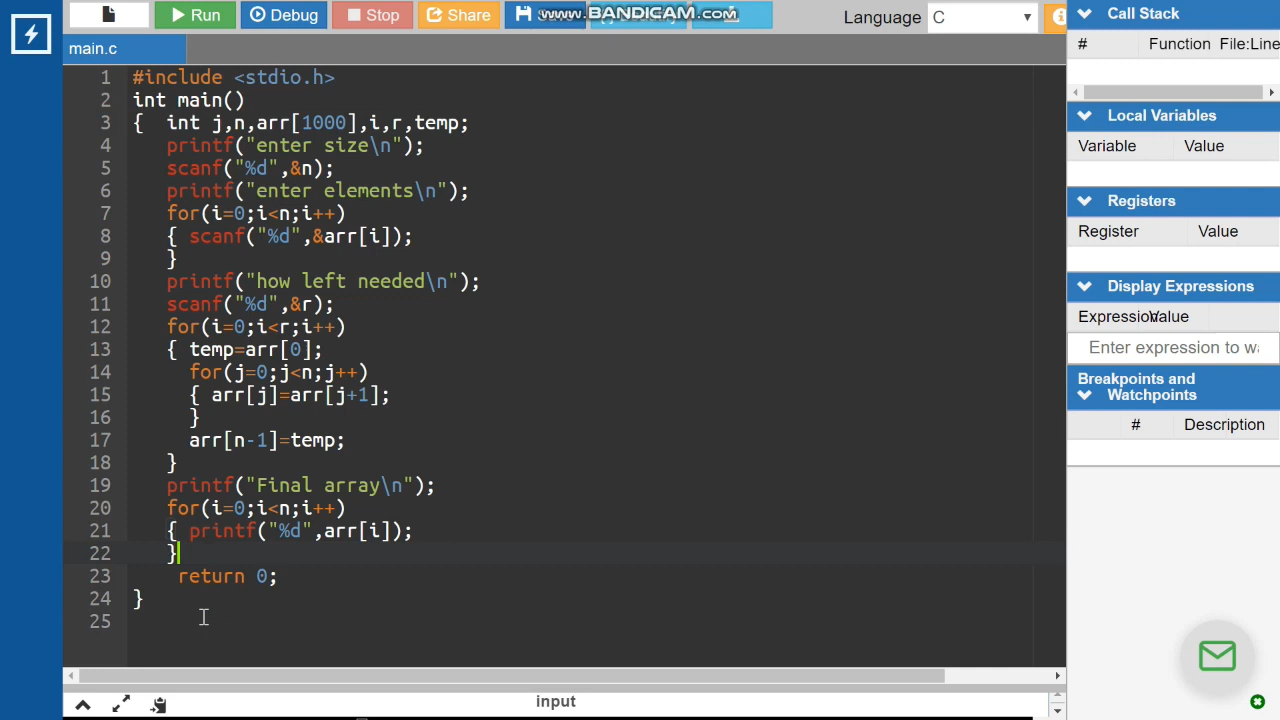 Run Debug Stop Share www.BANDICAM.com Language C
main.c
1 #include <stdio.h>
2 int main()
3 { int j,n,arr[1000],i,r,temp;
4 printf("enter size\n");
5 scanf("%d",&n);
6 printf("enter elements\n");
7 for(i=0;i<n;i++)
8 { scanf("%d",&arr[i]);
9 }
10 printf("how left needed\n");
11 scanf("%d",&r);
12 for(i=0;i<r;i++)
13 { temp=arr[0];
14 for(j=0;j<n;j++)
15 { arr[j]=arr[j+1];
16 }
17 arr[n-1]=temp;
18 }
19 printf("Final array\n");
20 for(i=0;i<n;i++)
21 { printf("%d",arr[i]);
22 }
23 return 0;
24 }
25
input
Call Stack
# Function File:Line
Local Variables
Variable Value
Registers
Register Value
Display Expressions
Expression Value
Enter expression to wa
Breakpoints and
Watchpoints
# Description